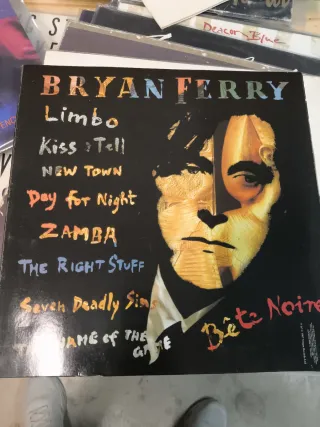 Deacon Blue
BRYAN FERRY
Limbo
Kiss & Tell
NEW TOWN
Day for Night
ZAMBA
THE RIGHT STUFF
Seven Deadly Sins
NAME OF THE
GAME
Bête Noire